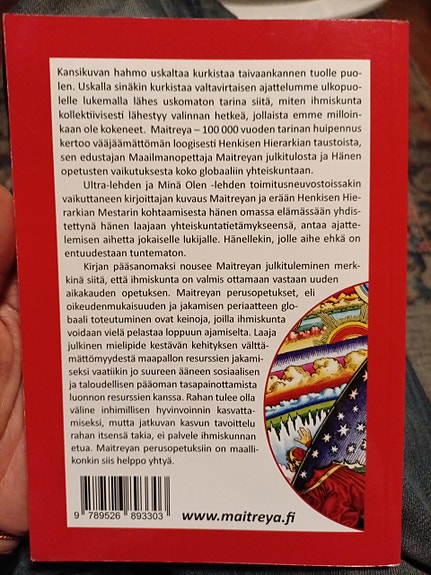 Kansikuvan hahmo uskaltaa kurkistaa taivaankannen tuolle puo-
len. Uskalla sinäkin kurkistaa valtavirtaisen ajattelumme ulkopuo-
lelle lukemalla lähes uskomaton tarina siitä, miten ihmiskunta
kollektiivisesti lähestyy valinnan hetkeä, jollaista emme milloin-
kaan ole kokeneet. Maitreya – 100 000 vuoden tarinan huipennus
kertoo vääjäämättömän loogisesti Henkisen Hierarkian taustoista,
sen edustajan Maailmanopettaja Maitreyan julkitulosta ja Hänen
opetusten vaikutuksesta koko globaaliin yhteiskuntaan.
Ultra-lehden ja Minä Olen -lehden toimitusneuvostoissakin
vaikuttaneen kirjoittajan kuvaus Maitreyan ja erään Henkisen Hie-
rarkian Mestarin kohtaamisesta hänen omassa elämässään yhdis-
tettynä hänen laajaan yhteiskuntatietämykseensä, antaa ajatte-
lemisen aihetta jokaiselle lukijalle. Hänellekin, jolle aihe ehkä on
entuudestaan tuntematon.
Kirjan pääsanomaksi nousee Maitreyan julkituleminen merk-
kinä siitä, että ihmiskunta on valmis ottamaan vastaan uuden
aikakauden opetuksen. Maitreyan perusopetukset, eli
oikeudenmukaisuuden ja jakamisen periaatteen glo-
baali toteutuminen ovat keinoja, joilla ihmiskunta
voidaan vielä pelastaa loppuun ajamiselta. Laaja
julkinen mielipide kestävän kehityksen välttä-
mättömyydestä maapallon resurssien jakami-
seksi vaatiikin jo suureen ääneen sosiaalisen
ja taloudellisen pääoman tasapainottamista
luonnon resurssien kanssa. Rahan tulee olla
väline inhimillisen hyvinvoinnin kasvatta-
miseksi, mutta jatkuvan kasvun tavoittelu
rahan itsensä takia, ei palvele ihmiskunnan
etua. Maitreyan perusopetuksiin on maalli-
konkin siis helppo yhtyä.
9 789526 893303
www.maitreya.fi